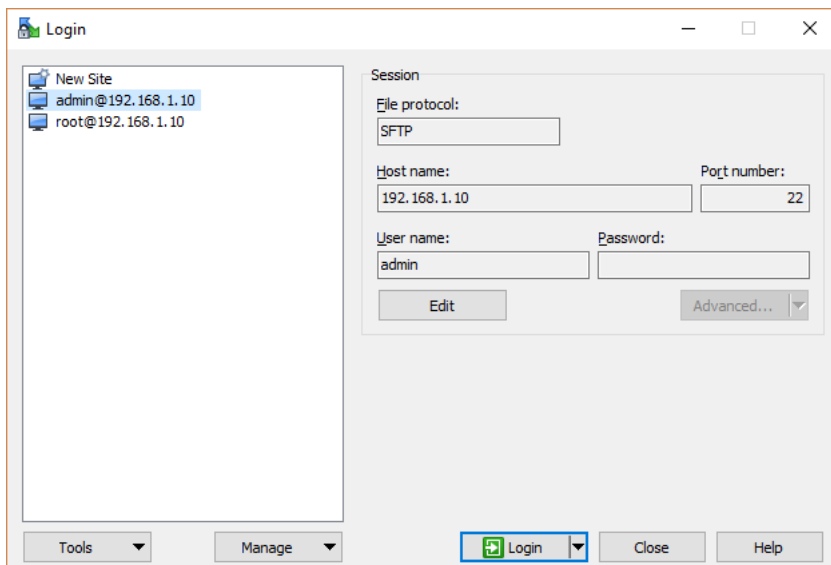 Login
New Site
admin@192.168.1.10
root@192.168.1.10
Session
File protocol:
SFTP
Host name:
Port number:
192.168.1.10
22
User name:
Password:
admin
Edit
Advanced...
Tools
Manage
Login
Close
Help